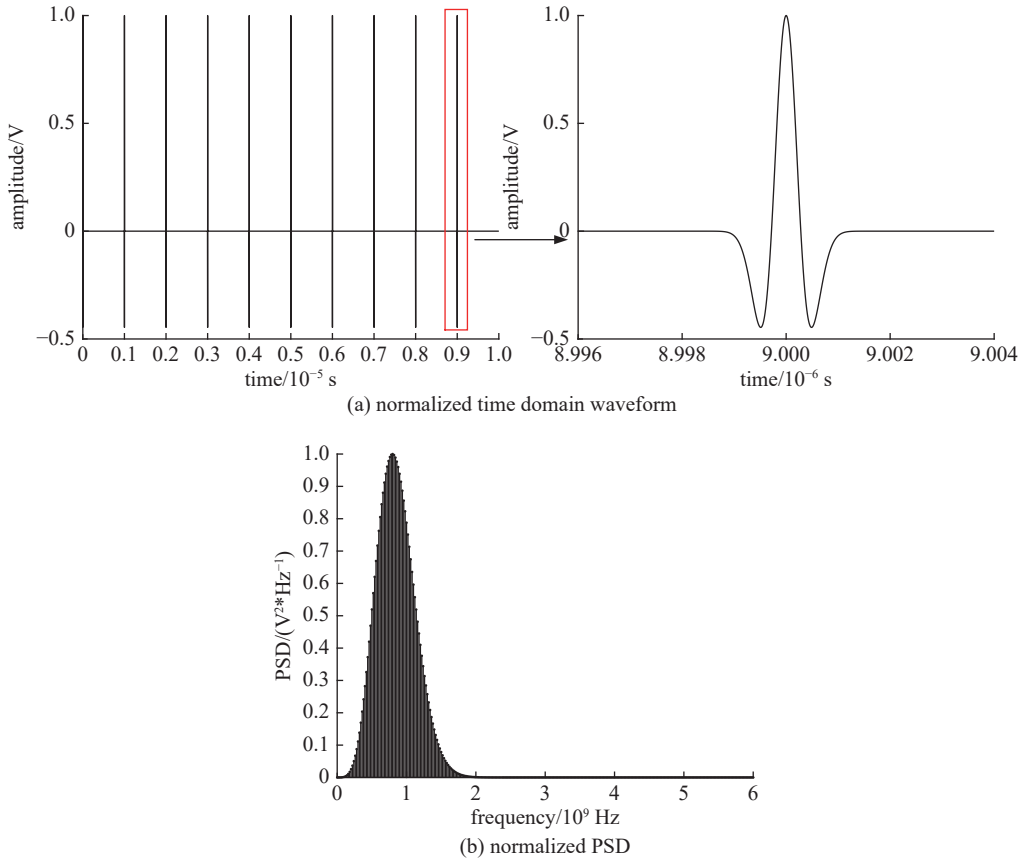 1.0
0.5
0
−0.5
amplitude/V
0 0.1 0.2 0.3 0.4 0.5 0.6 0.7 0.8 0.9 1.0
time/10⁻⁵ s
1.0
0.5
0
−0.5
amplitude/V
8.996 8.998 9.000 9.002 9.004
time/10⁻⁶ s
(a) normalized time domain waveform
1.0
0.9
0.8
0.7
0.6
0.5
0.4
0.3
0.2
0.1
0
PSD/(V²*Hz⁻¹)
0 1 2 3 4 5 6
frequency/10⁹ Hz
(b) normalized PSD